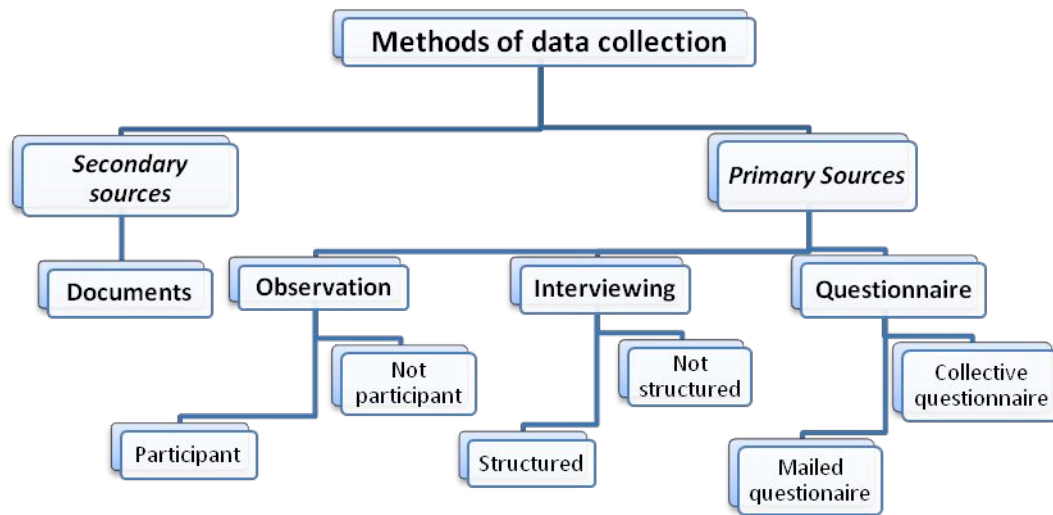 Methods of data collection
Secondary
sources
Primary Sources
Documents
Observation
Interviewing
Questionnaire
Not
participant
Not
structured
Collective
questionnaire
Participant
Structured
Mailed
questionaire